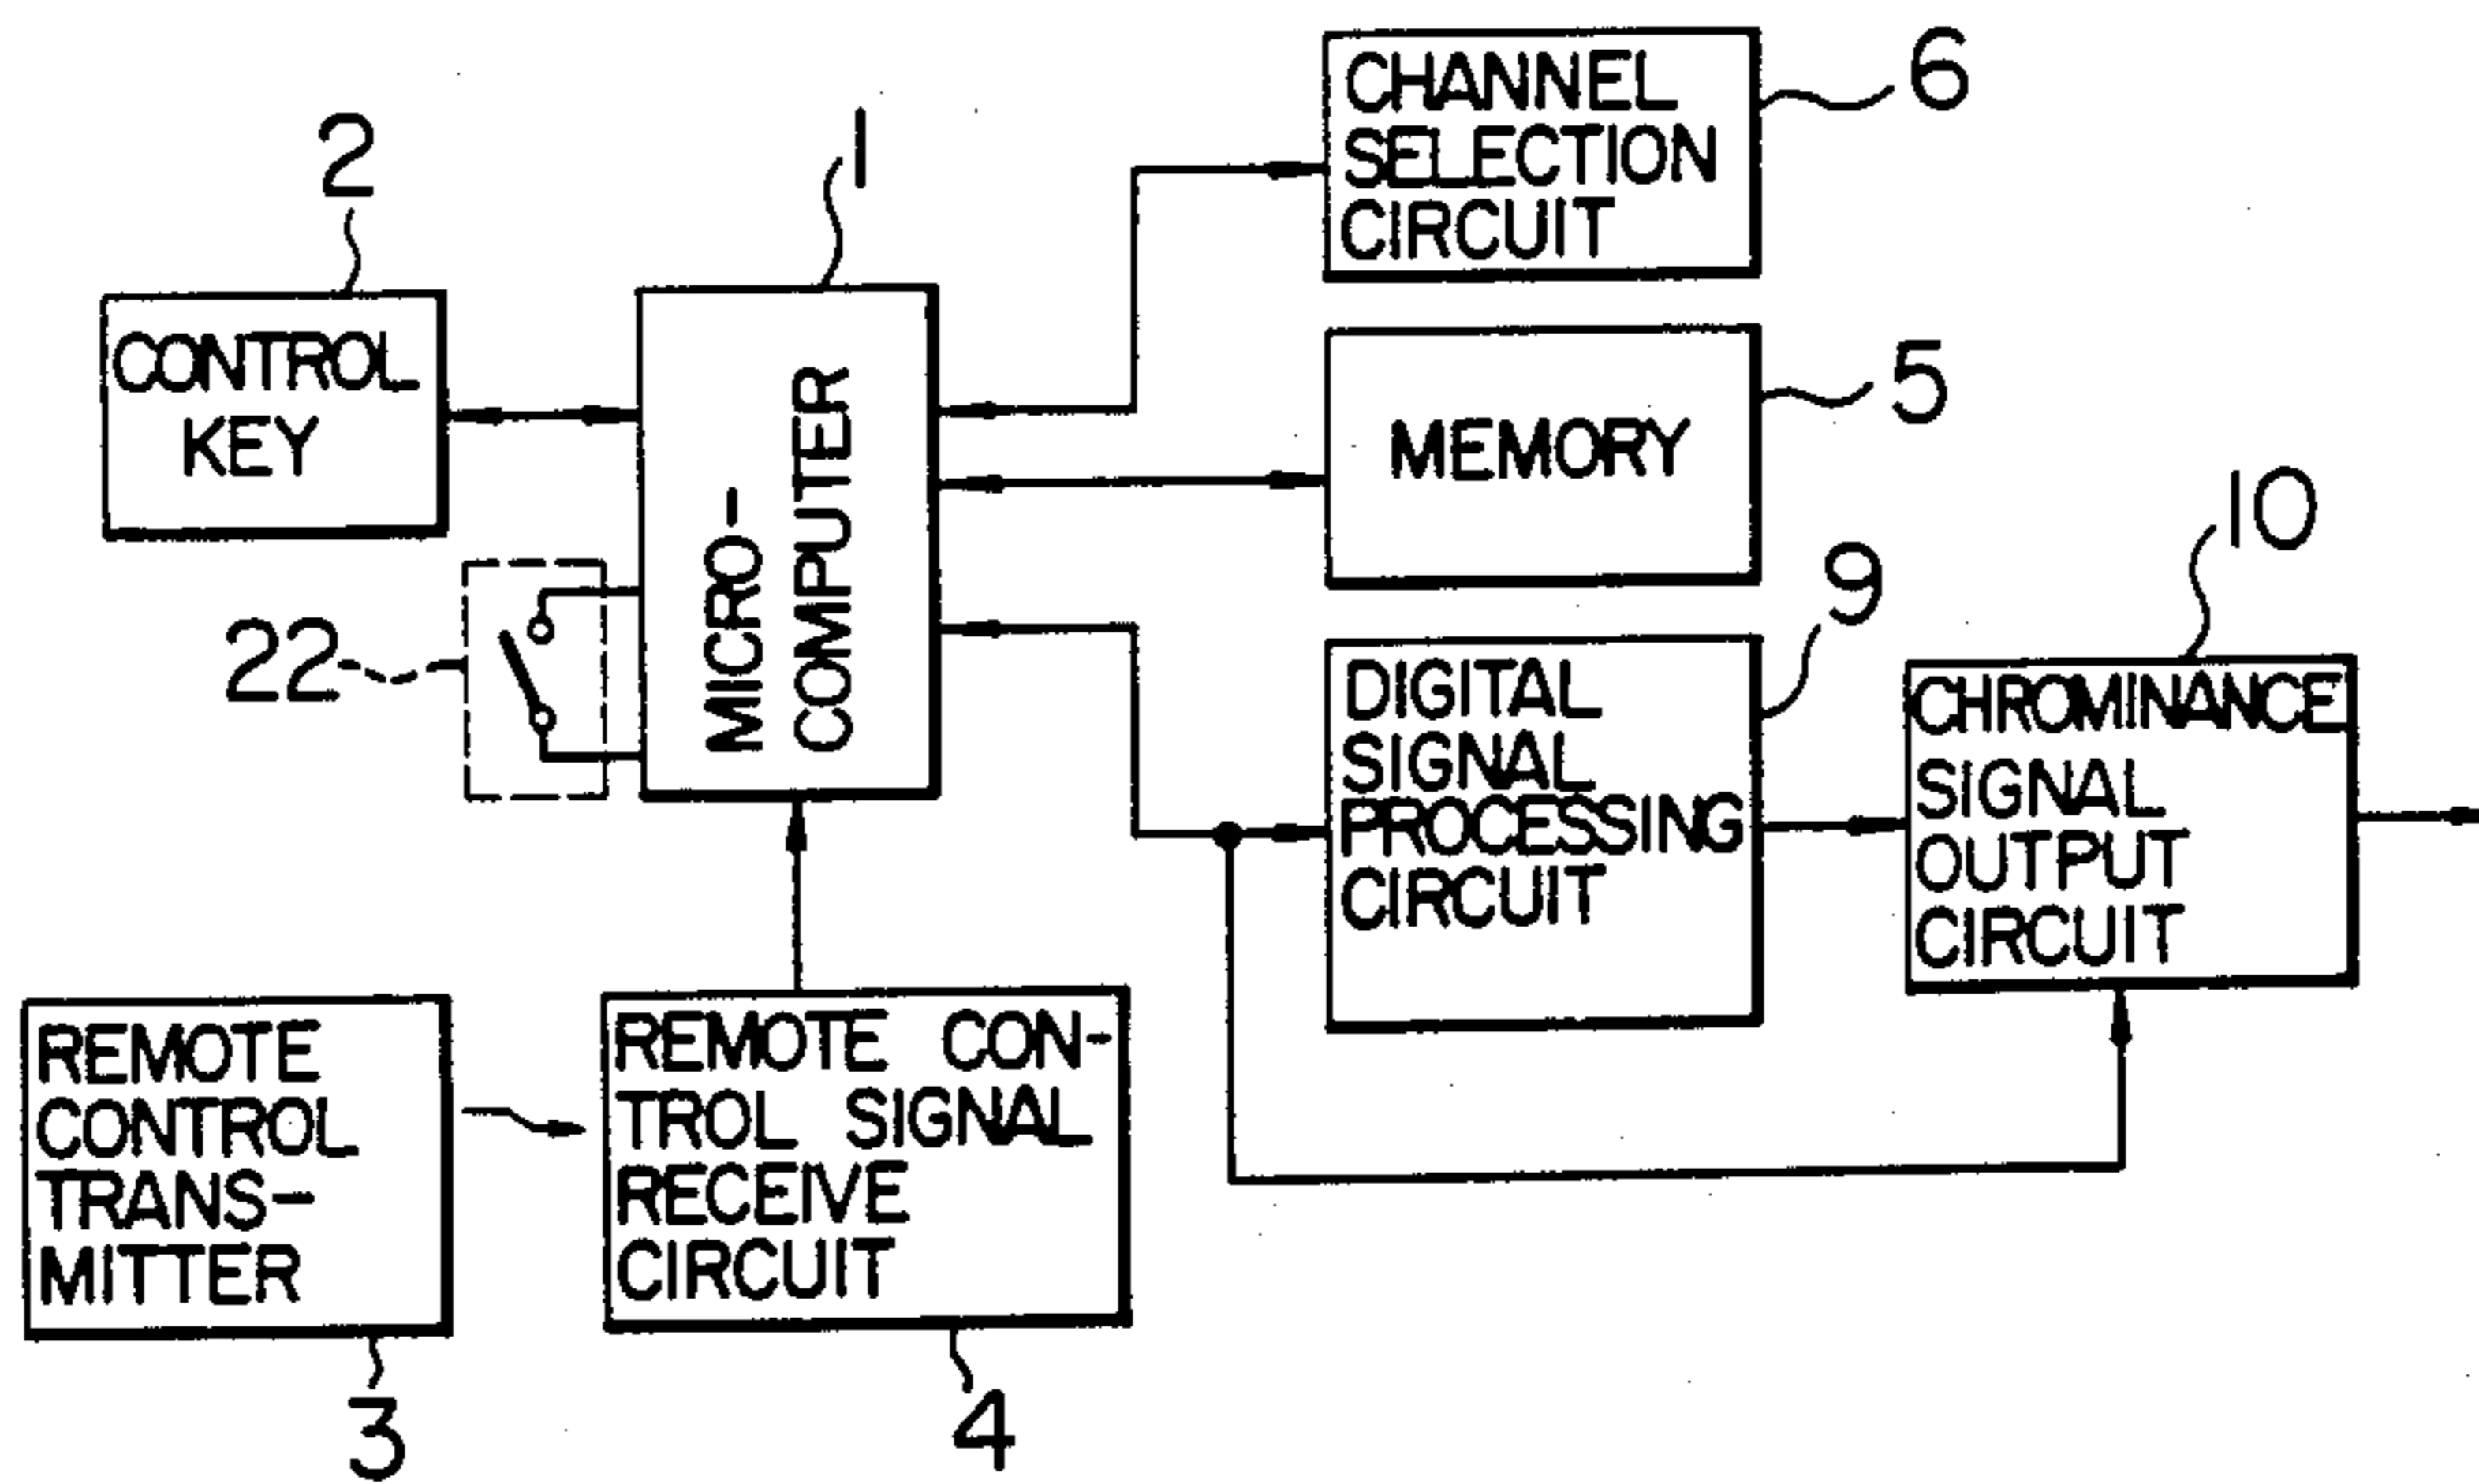 6
CHANNEL
SELECTION
CIRCUIT
2
1
CONTROL
KEY
MICRO-
COMPUTER
5
MEMORY
10
9
22
DIGITAL
SIGNAL
PROCESSING
CIRCUIT
CHROMINANCE
SIGNAL
OUTPUT
CIRCUIT
REMOTE
CONTROL
TRANS-
MITTER
REMOTE CON-
TROL SIGNAL
RECEIVE
CIRCUIT
3
4